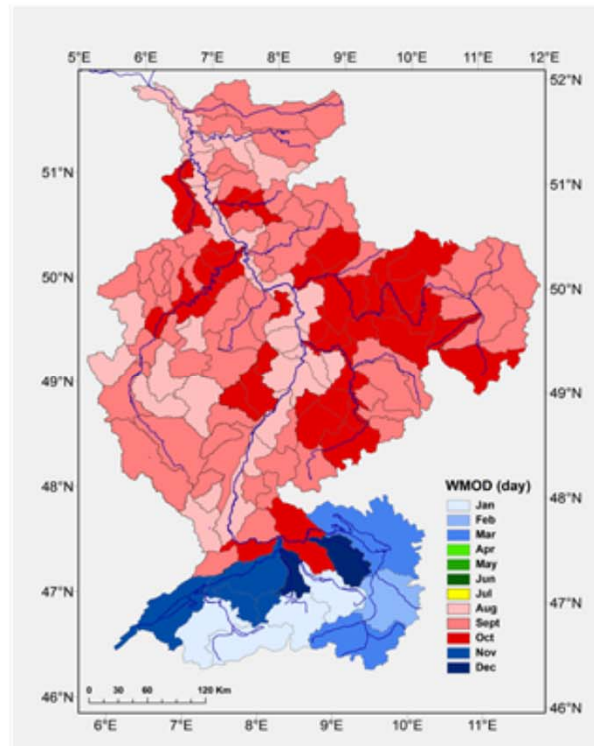 5°E 6°E 7°E 8°E 9°E 10°E 11°E 12°E
52°N
51°N 51°N
50°N 50°N
49°N 49°N
48°N 48°N
WMOD (day)
Jan
Feb
Mar
Apr
May
Jun
Jul
Aug
Sept
Oct
Nov
Dec
47°N 47°N
0 30 60 120 Km
46°N 46°N
6°E 7°E 8°E 9°E 10°E 11°E